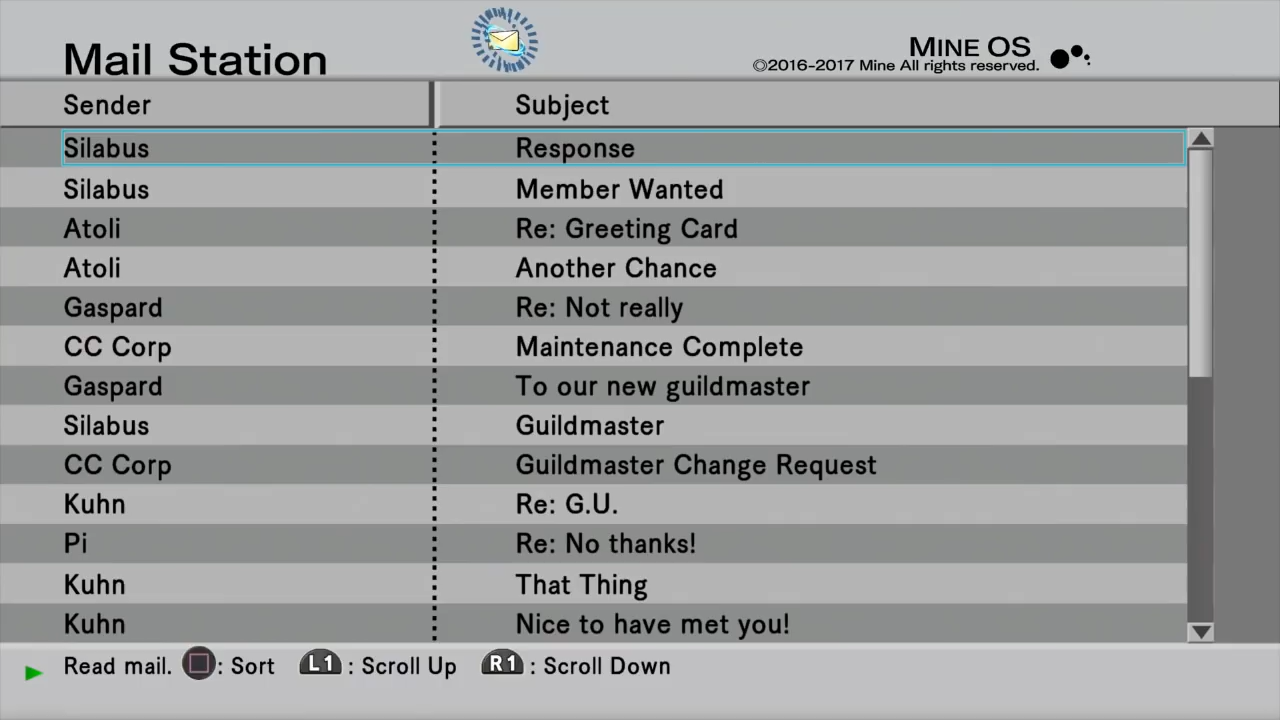 Mail Station
MINE OS
©2016-2017 Mine All rights reserved.
Sender Subject
Silabus Response
Silabus Member Wanted
Atoli Re: Greeting Card
Atoli Another Chance
Gaspard Re: Not really
CC Corp Maintenance Complete
Gaspard To our new guildmaster
Silabus Guildmaster
CC Corp Guildmaster Change Request
Kuhn Re: G.U.
Pi Re: No thanks!
Kuhn That Thing
Kuhn Nice to have met you!
Read mail. : Sort L1 : Scroll Up R1 : Scroll Down